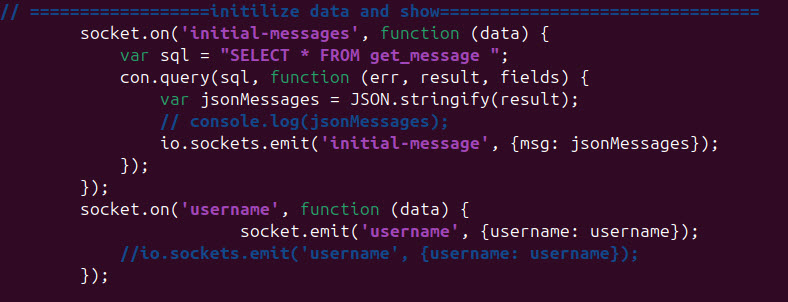 // ==================initilize data and show================================
socket.on('initial-messages', function (data) {
var sql = "SELECT * FROM get_message ";
con.query(sql, function (err, result, fields) {
var jsonMessages = JSON.stringify(result);
// console.log(jsonMessages);
io.sockets.emit('initial-message', {msg: jsonMessages});
});
});
socket.on('username', function (data) {
socket.emit('username', {username: username});
//io.sockets.emit('username', {username: username});
});